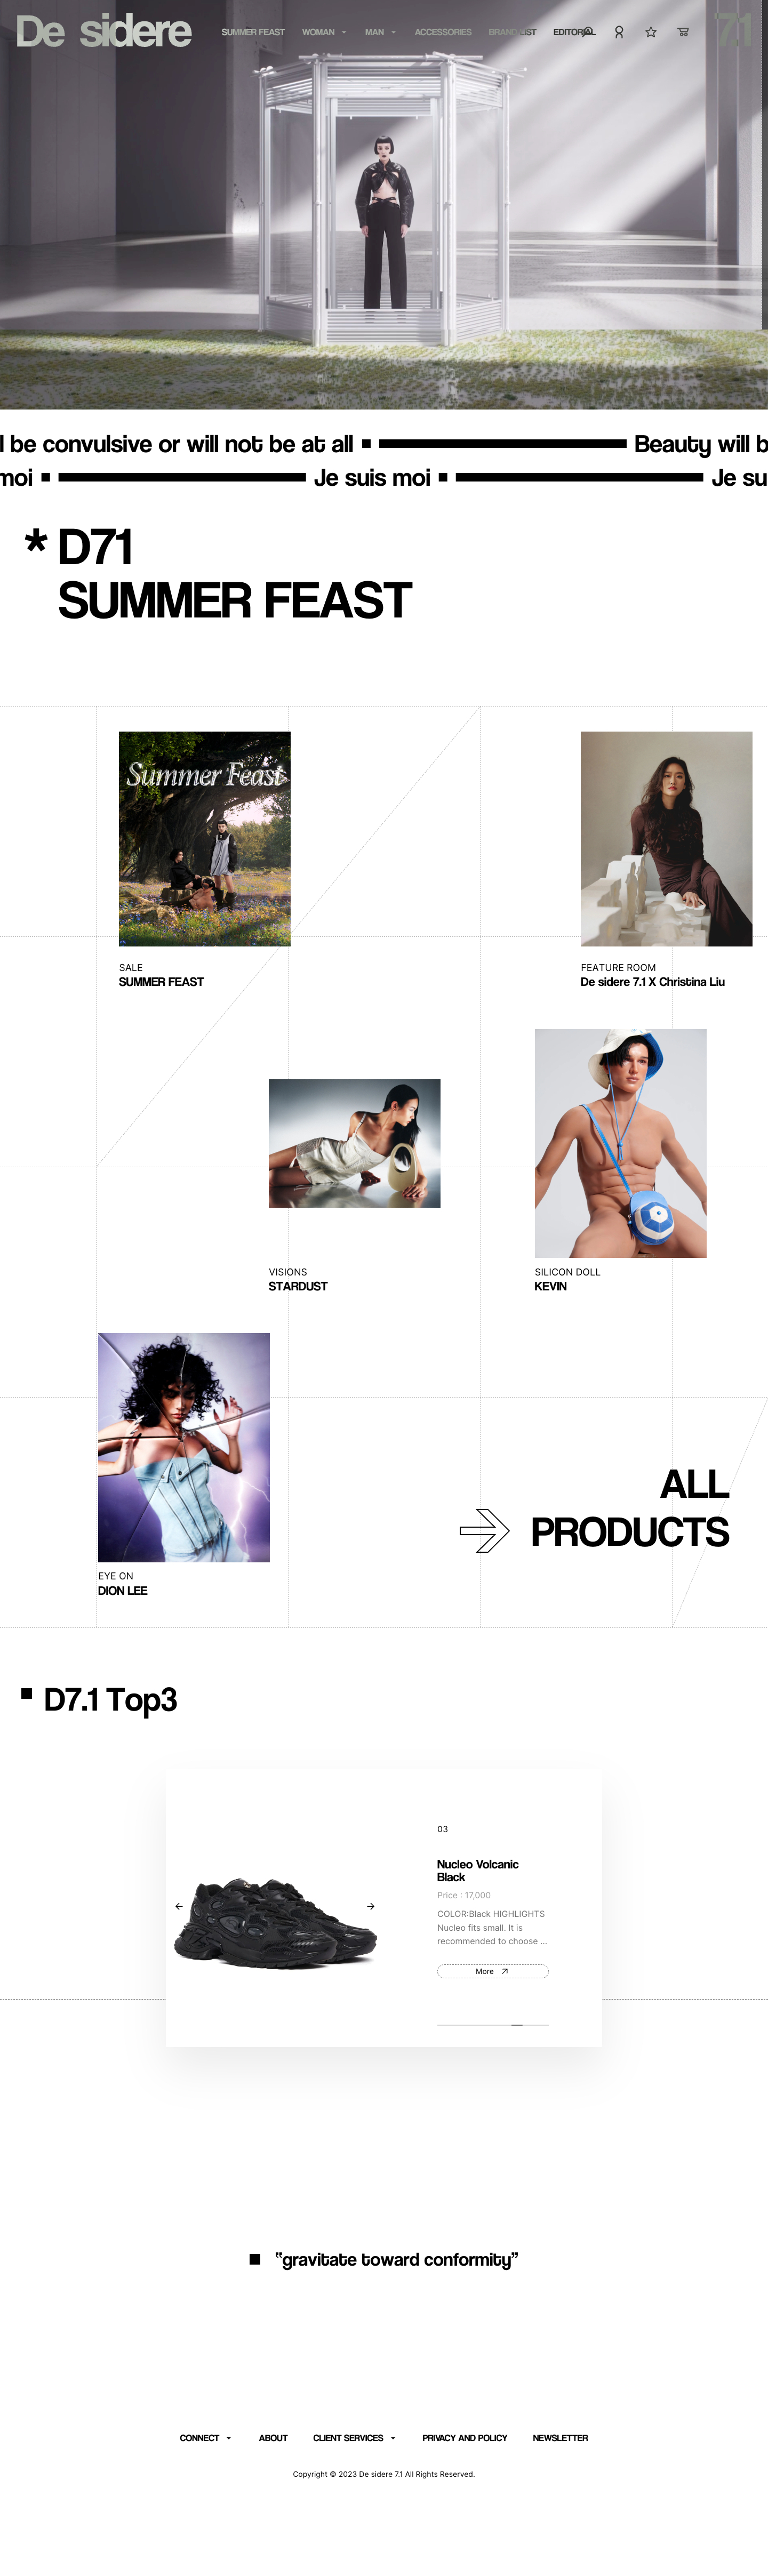 De sidere
SUMMER FEAST
WOMAN
MAN
ACCESSORIES
BRAND LIST
EDITORIAL
7.1
l be convulsive or will not be at all
Beauty will b
moi
Je suis moi
Je su
* D71
SUMMER FEAST
Summer Feast
SALE
SUMMER FEAST
FEATURE ROOM
De sidere 7.1 X Christina Liu
VISIONS
STARDUST
SILICON DOLL
KEVIN
EYE ON
DION LEE
ALL
PRODUCTS
D7.1 Top3
03
Nucleo Volcanic
Black
Price : 17,000
COLOR:Black HIGHLIGHTS
Nucleo fits small. It is
recommended to choose ...
More
“gravitate toward conformity”
CONNECT
ABOUT
CLIENT SERVICES
PRIVACY AND POLICY
NEWSLETTER
Copyright © 2023 De sidere 7.1 All Rights Reserved.